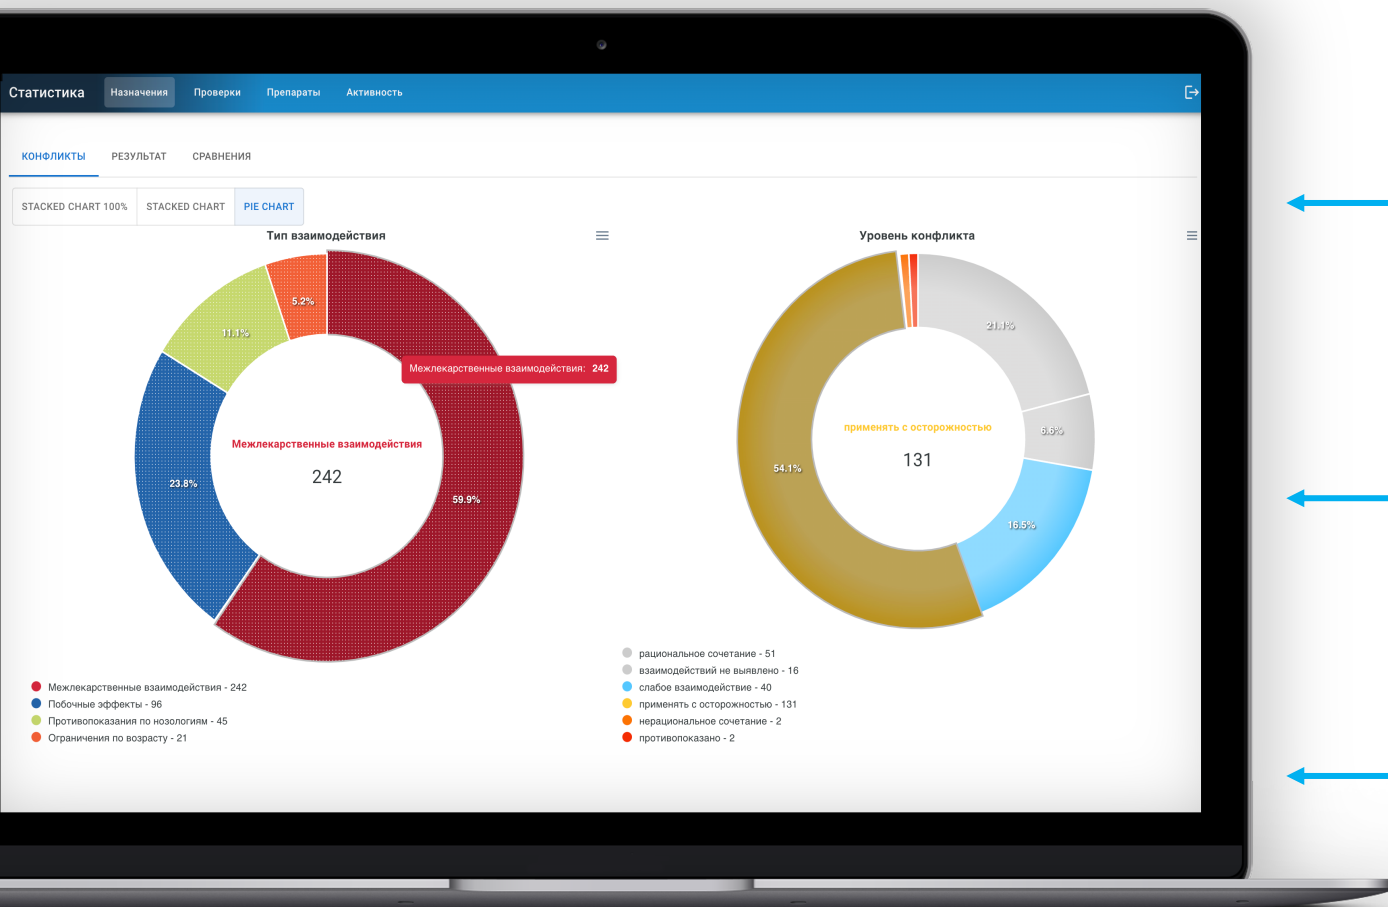 Статистика Назначения Проверки Препараты Активность
КОНФЛИКТЫ РЕЗУЛЬТАТ СРАВНЕНИЯ
STACKED CHART 100% STACKED CHART PIE CHART
Тип взаимодействия
5.2%
11.1%
Межлекарственные взаимодействия: 242
Межлекарственные взаимодействия
242
23.8%
59.9%
Межлекарственные взаимодействия - 242
Побочные эффекты - 96
Противопоказания по нозологиям - 45
Ограничения по возрасту - 21
Уровень конфликта
21.1%
применять с осторожностью
131
6.6%
54.1%
16.5%
рациональное сочетание - 51
взаимодействий не выявлено - 16
слабое взаимодействие - 40
применять с осторожностью - 131
нерациональное сочетание - 2
противопоказано - 2